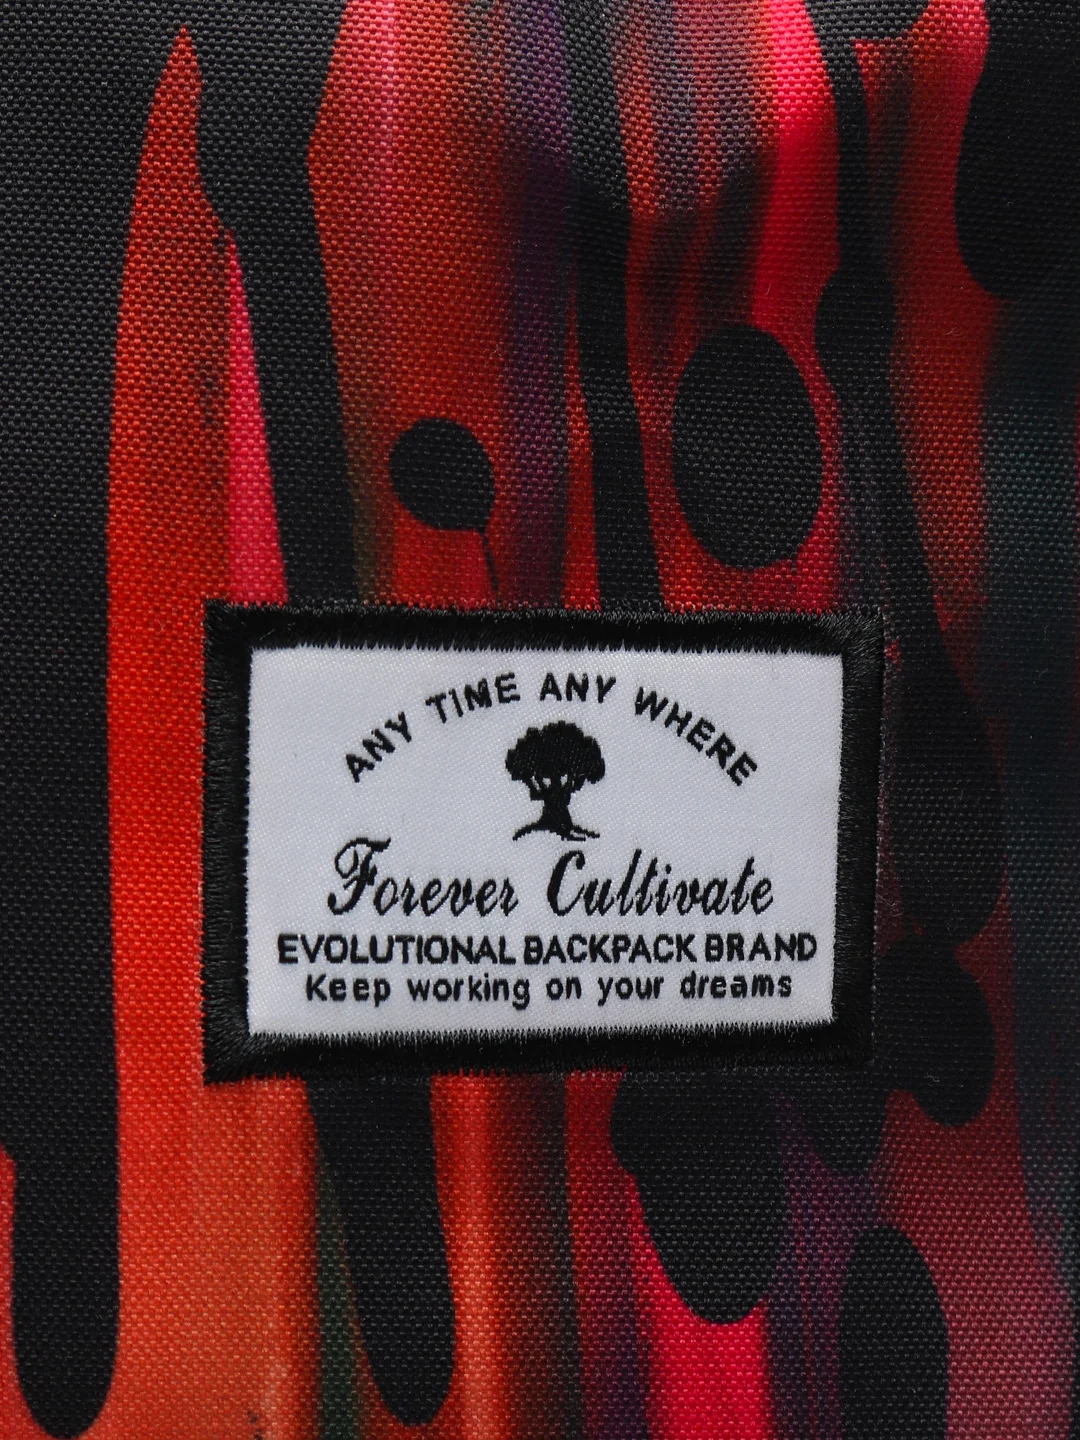 ANY TIME ANY WHERE
Forever Cultivate
EVOLUTIONAL BACKPACK BRAND
Keep working on your dreams